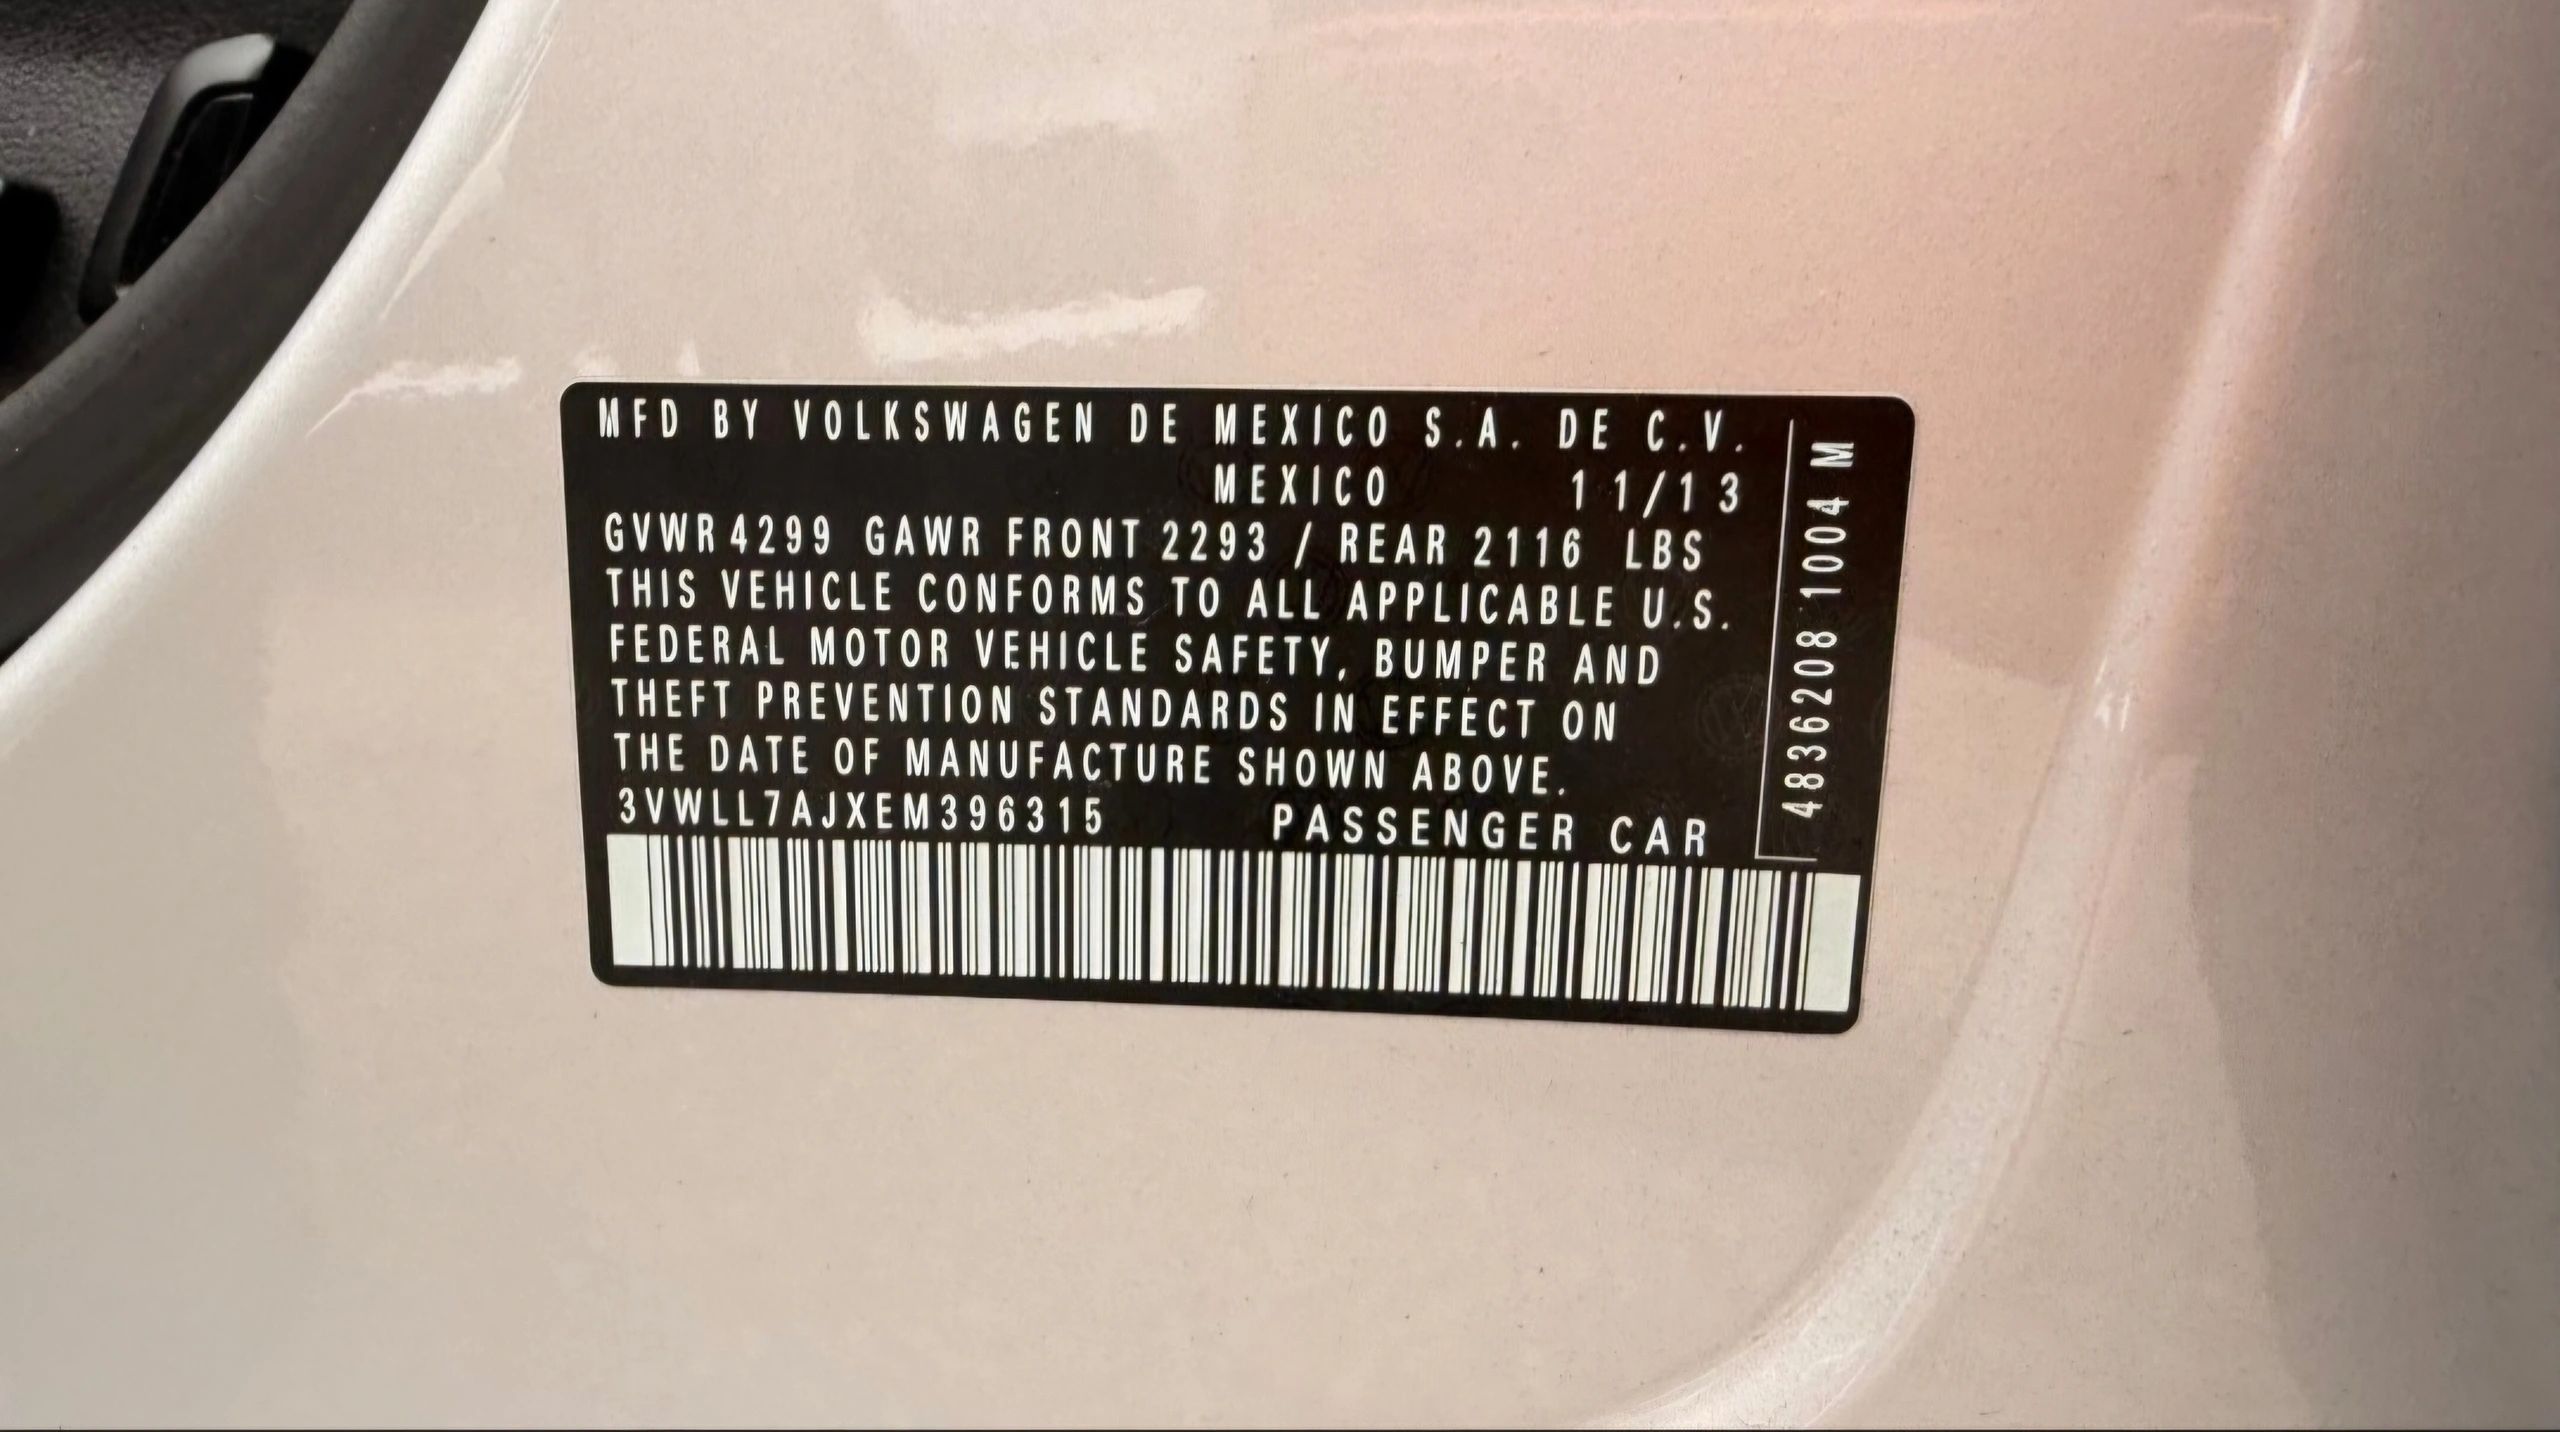 MFD BY VOLKSWAGEN DE MEXICO S.A. DE C.V.
MEXICO 11/13
GVWR 4299 GAWR FRONT 2293 / REAR 2116 LBS
THIS VEHICLE CONFORMS TO ALL APPLICABLE U.S.
FEDERAL MOTOR VEHICLE SAFETY, BUMPER AND
THEFT PREVENTION STANDARDS IN EFFECT ON
THE DATE OF MANUFACTURE SHOWN ABOVE.
3VWLL7AJXEM396315 PASSENGER CAR
4836208 1004 M